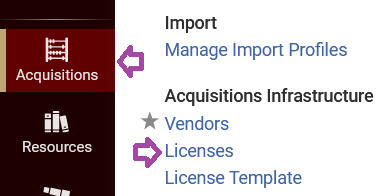 Acquisitions
Resources
Import
Manage Import Profiles
Acquisitions Infrastructure
Vendors
Licenses
License Template